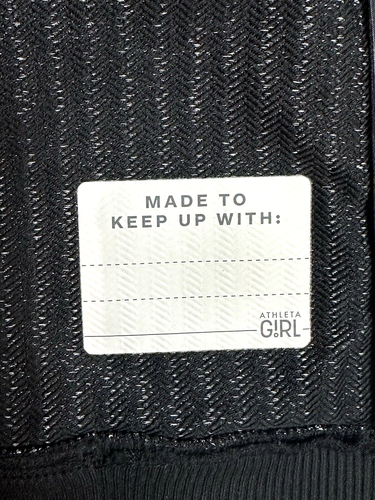 MADE TO
KEEP UP WITH:
ATHLETA
GIRL